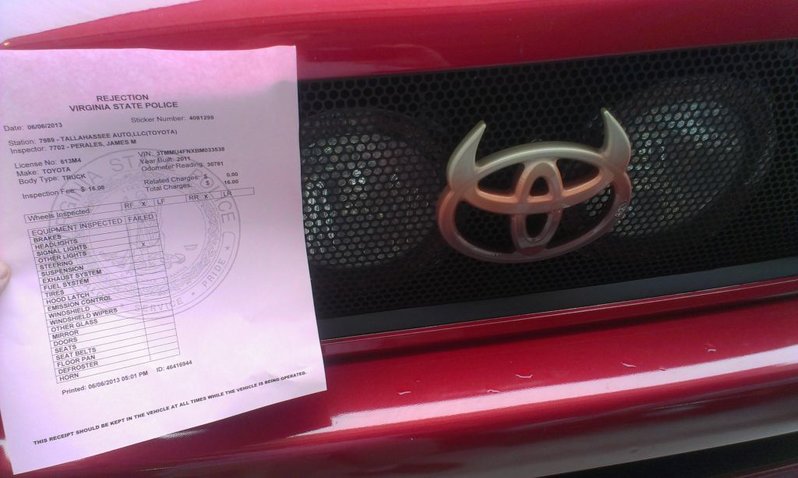 REJECTION
VIRGINIA STATE POLICE
Date: 06/06/2013 Sticker Number: 4081299
Station: 7989 - TALLAHASSEE AUTO,LLC(TOYOTA)
Inspector: 7702 - PERALES, JAMES M
License No: 613M4 VIN: 5TMMU4FNXBM033538
Make: TOYOTA Year Built: 2011
Body Type: TRUCK Odometer Reading: 30781
Related Charges: $ 0.00
Inspection Fee: $ 16.00 Total Charges: $ 16.00
Wheels Inspected: RF X LF RR X LR
EQUIPMENT INSPECTED FAILED
BRAKES
HEADLIGHTS
SIGNAL LIGHTS X
OTHER LIGHTS
STEERING
SUSPENSION
EXHAUST SYSTEM
FUEL SYSTEM
TIRES
HOOD LATCH
EMISSION CONTROL
WINDSHIELD
WINDSHIELD WIPERS
OTHER GLASS
MIRROR
DOORS
SEATS
SEAT BELTS
FLOOR PAN
DEFROSTER
HORN
Printed: 06/06/2013 05:01 PM ID: 46416944
THIS RECEIPT SHOULD BE KEPT IN THE VEHICLE AT ALL TIMES WHILE THE VEHICLE IS BEING OPERATED.